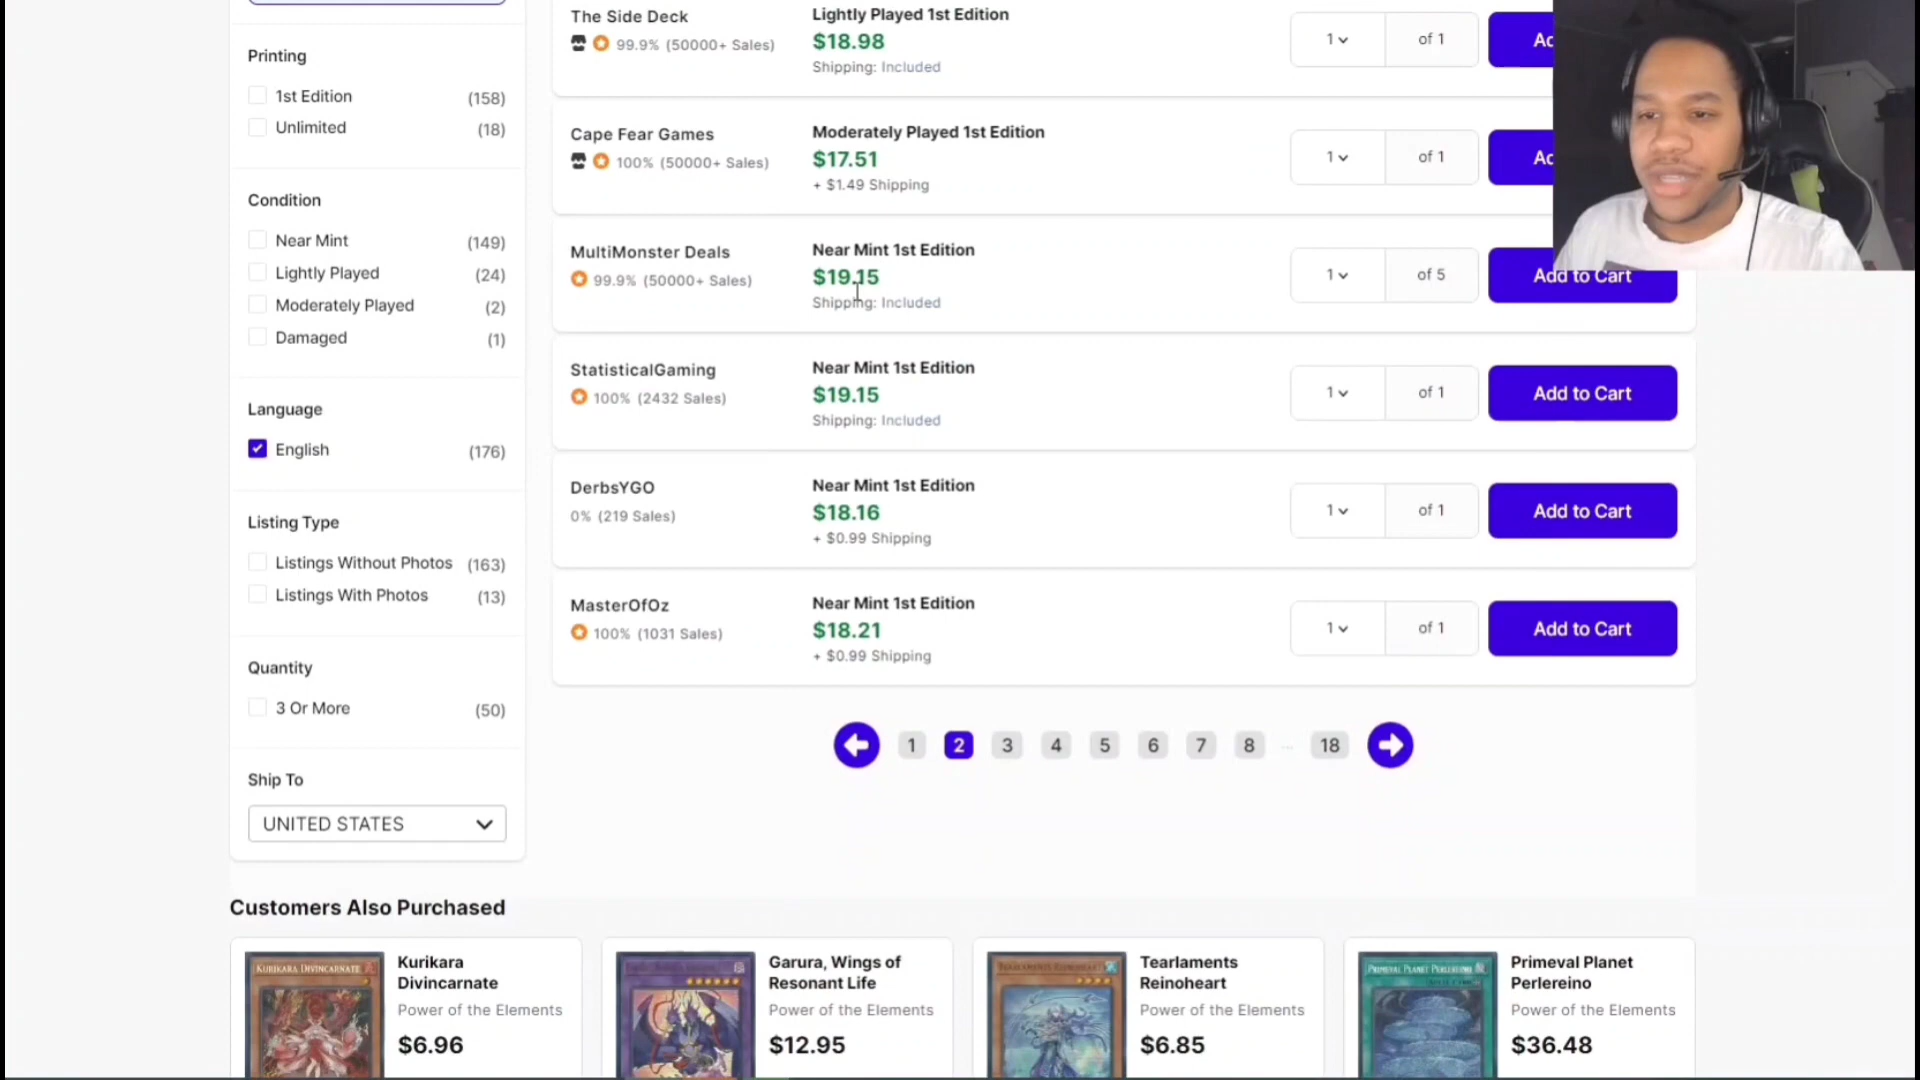 Printing
1st Edition (158)
Unlimited (18)
Condition
Near Mint (149)
Lightly Played (24)
Moderately Played (2)
Damaged (1)
Language
English (176)
Listing Type
Listings Without Photos (163)
Listings With Photos (13)
Quantity
3 Or More (50)
Ship To
UNITED STATES
The Side Deck
99.9% (50000+ Sales)
Lightly Played 1st Edition
$18.98
Shipping: Included
1 of 1
Cape Fear Games
100% (50000+ Sales)
Moderately Played 1st Edition
$17.51
+ $1.49 Shipping
1 of 1
MultiMonster Deals
99.9% (50000+ Sales)
Near Mint 1st Edition
$19.15
Shipping: Included
1 of 5
Add to Cart
StatisticalGaming
100% (2432 Sales)
Near Mint 1st Edition
$19.15
Shipping: Included
1 of 1
Add to Cart
DerbsYGO
0% (219 Sales)
Near Mint 1st Edition
$18.16
+ $0.99 Shipping
1 of 1
Add to Cart
MasterOfOz
100% (1031 Sales)
Near Mint 1st Edition
$18.21
+ $0.99 Shipping
1 of 1
Add to Cart
1 2 3 4 5 6 7 8 ... 18
Customers Also Purchased
KURIKARA DIVINCARNATE
Kurikara
Divincarnate
Power of the Elements
$6.96
Garura, Wings of
Resonant Life
Power of the Elements
$12.95
TEARLAMENTS REINOHEART
Tearlaments
Reinoheart
Power of the Elements
$6.85
PRIMEVAL PLANET PERLEREINO
Primeval Planet
Perlereino
Power of the Elements
$36.48